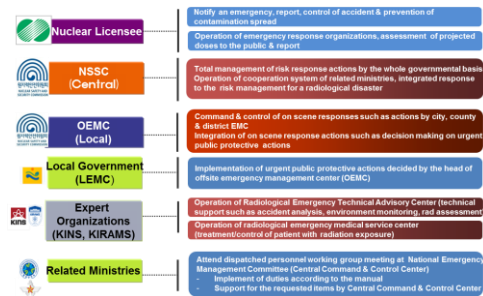 Nuclear Licensee
Notify an emergency, report, control of accident & prevention of
contamination spread
Operation of emergency response organizations, assessment of projected
doses to the public & report
NSSC
(Central)
Total management of risk response actions by the whole governmental basis
Operation of cooperation system of related ministries, integrated response
to the risk management for a radiological disaster
OEMC
(Local)
Command & control of on scene responses such as actions by city, county
& district EMC
Integration of on scene response actions such as decision making on urgent
public protective actions
Local Government
(LEMC)
Implementation of urgent public protective actions decided by the head of
offsite emergency management center (OEMC)
KINS
Expert
Organizations
(KINS, KIRAMS)
Operation of Radiological Emergency Technical Advisory Center (technical
support such as accident analysis, environment monitoring, rad assessment)
Operation of radiological emergency medical service center
(treatment/control of patient with radiation exposure)
Related Ministries
Attend dispatched personnel working group meeting at National Emergency
Management Committee (Central Command & Control Center)
- Implement of duties according to the manual
- Support for the requested items by Central Command & Control Center